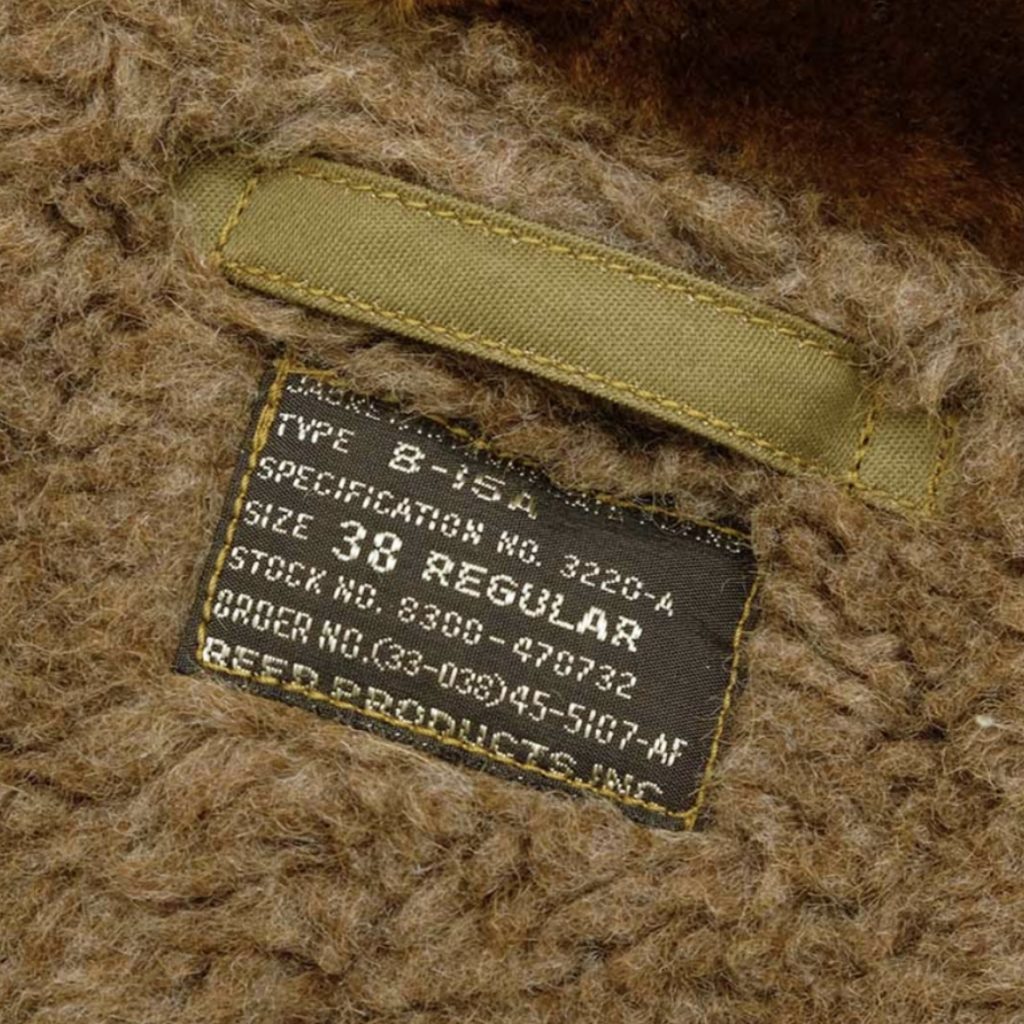 TYPE B-15A
SPECIFICATION NO. 3220-A
SIZE 38 REGULAR
STOCK NO. 8300-470732
ORDER NO.(33-038)45-5107-AF
REED PRODUCTS,INC